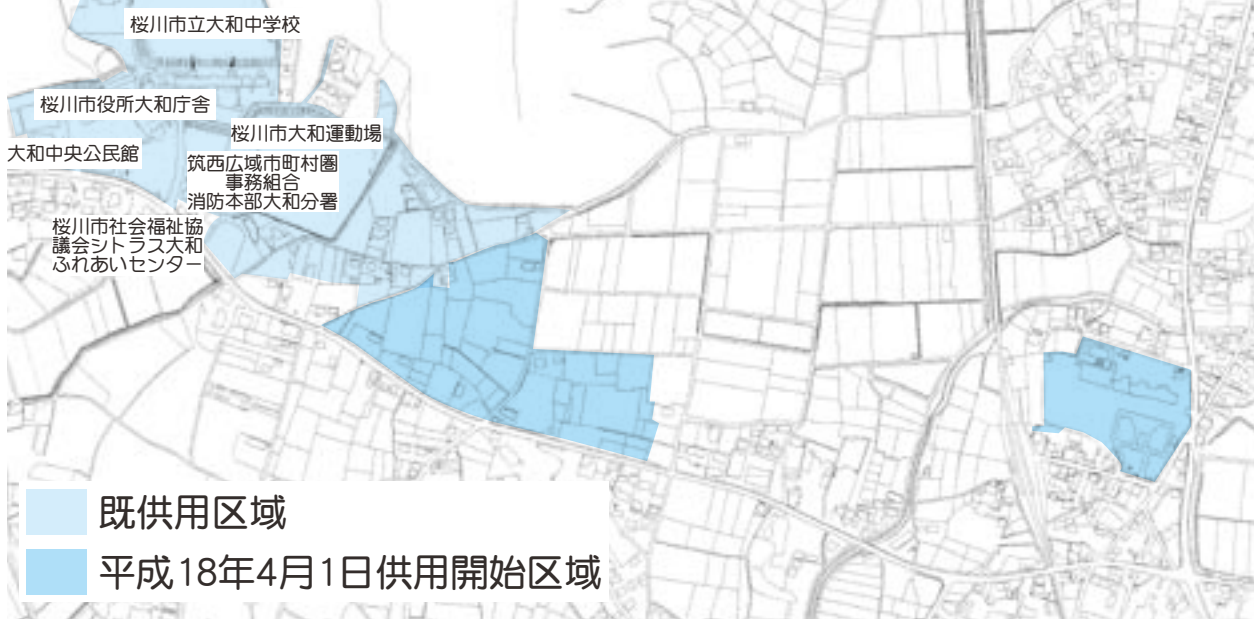 桜川市立大和中学校
桜川市役所大和庁舎
桜川市大和運動場
大和中央公民館
筑西広域市町村圏
事務組合
消防本部大和分署
桜川市社会福祉協
議会シトラス大和
ふれあいセンター
既供用区域
平成18年4月1日供用開始区域